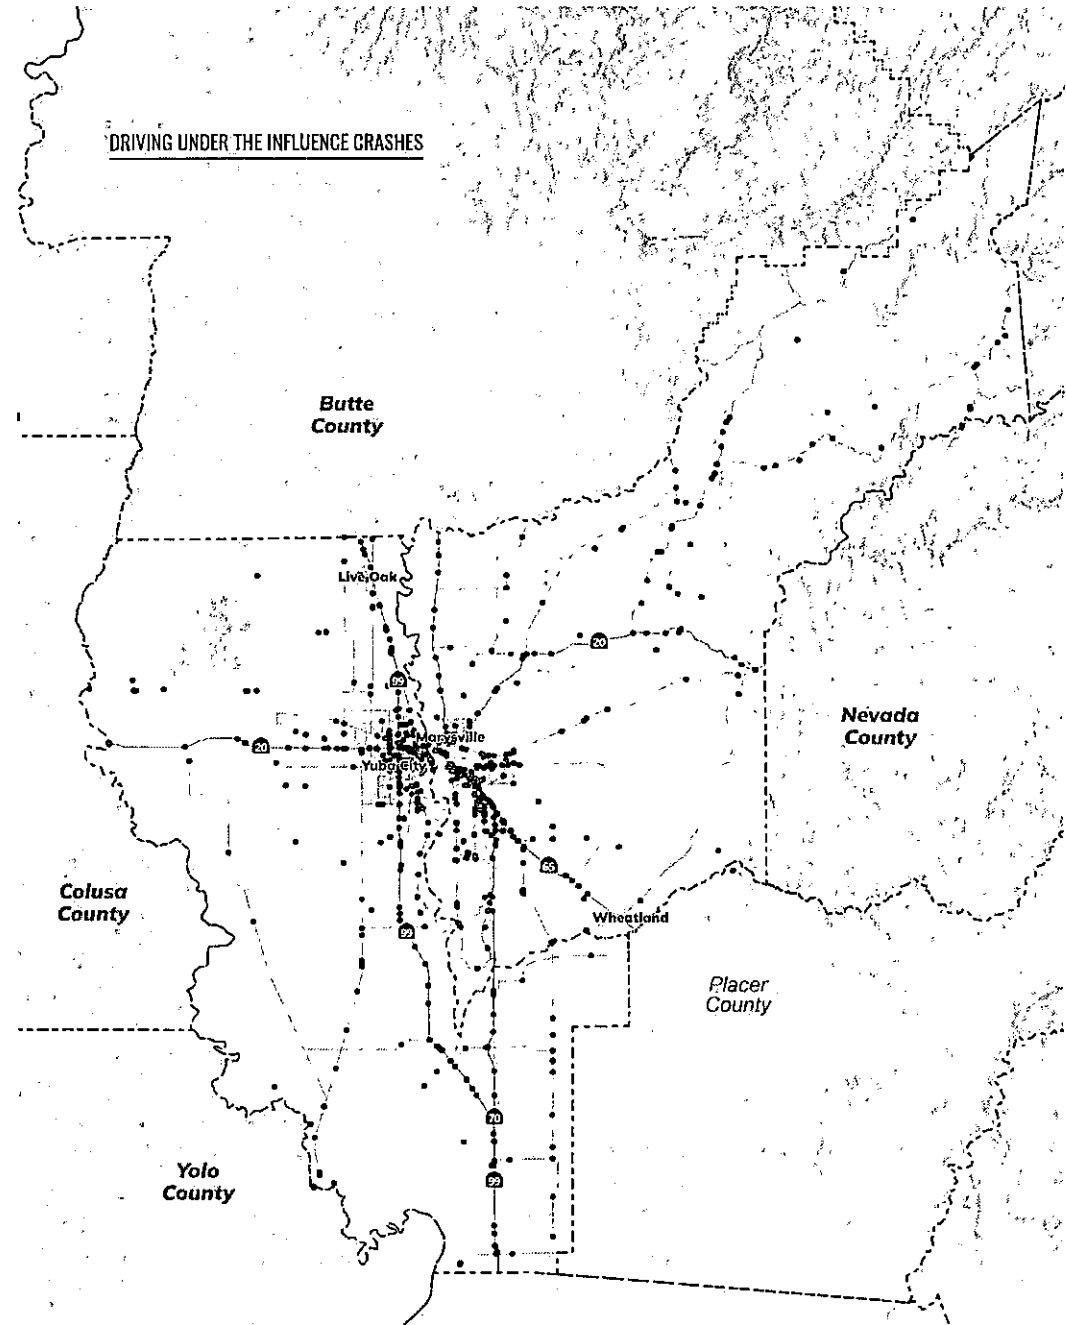 DRIVING UNDER THE INFLUENCE CRASHES
Butte
County
Live Oak
20
99
Nevada
County
Marysville
20
Yuba City
65
Colusa
County
Wheatland
99
Placer
County
70
Yolo
County
99